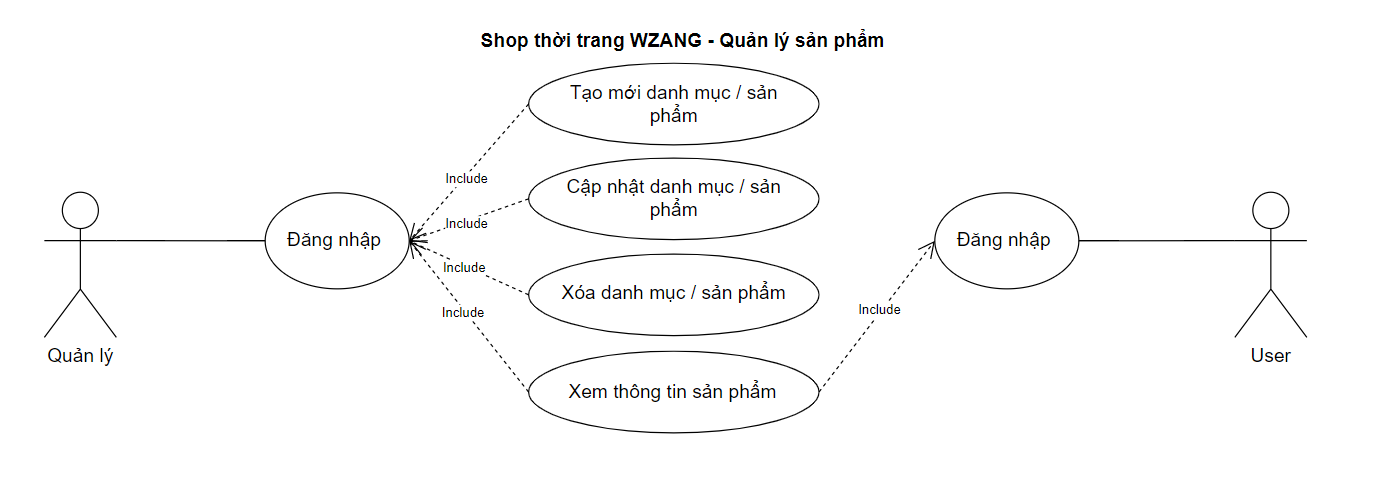 Shop thời trang WZANG - Quản lý sản phẩm
Tạo mới danh mục / sản
phẩm
Include
Cập nhật danh mục / sản
phẩm
Include
Đăng nhập
Đăng nhập
Include
Xóa danh mục / sản phẩm
Include
Include
Quản lý
User
Xem thông tin sản phẩm